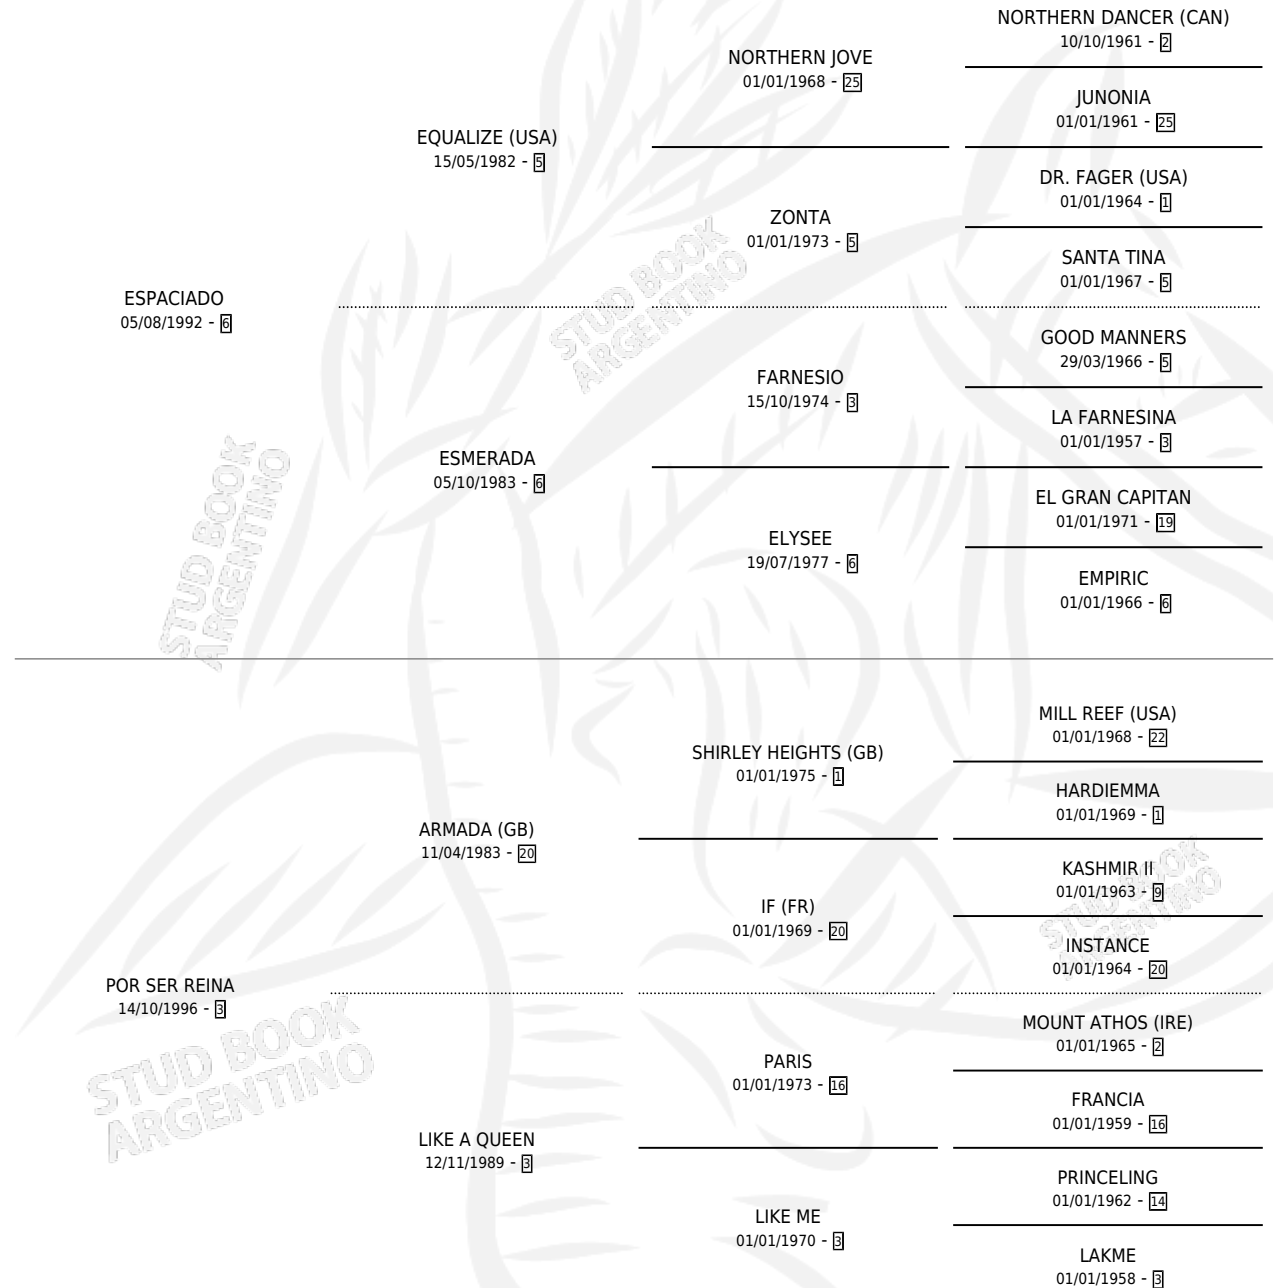 NORTHERN DANCER (CAN)
10/10/1961 - 2
NORTHERN JOVE
01/01/1968 - 25
JUNONIA
01/01/1961 - 25
EQUALIZE (USA)
15/05/1982 - 5
DR. FAGER (USA)
01/01/1964 - 1
ZONTA
01/01/1973 - 5
SANTA TINA
01/01/1967 - 5
ESPACIADO
05/08/1992 - 6
STUD BOOK
ARGENTINO
GOOD MANNERS
29/03/1966 - 5
FARNESIO
15/10/1974 - 3
LA FARNESINA
01/01/1957 - 3
ESMERADA
05/10/1983 - 6
EL GRAN CAPITAN
01/01/1971 - 19
ELYSEE
19/07/1977 - 6
EMPIRIC
01/01/1966 - 6
STUD BOOK
ARGENTINO
MILL REEF (USA)
01/01/1968 - 22
SHIRLEY HEIGHTS (GB)
01/01/1975 - 1
HARDIEMMA
01/01/1969 - 1
ARMADA (GB)
11/04/1983 - 20
KASHMIR II
01/01/1963 - 9
IF (FR)
01/01/1969 - 20
INSTANCE
01/01/1964 - 20
STUD BOOK
ARGENTINO
POR SER REINA
14/10/1996 - 3
MOUNT ATHOS (IRE)
01/01/1965 - 2
PARIS
01/01/1973 - 16
FRANCIA
01/01/1959 - 16
STUD BOOK
ARGENTINO
LIKE A QUEEN
12/11/1989 - 3
PRINCELING
01/01/1962 - 14
LIKE ME
01/01/1970 - 3
LAKME
01/01/1958 - 3